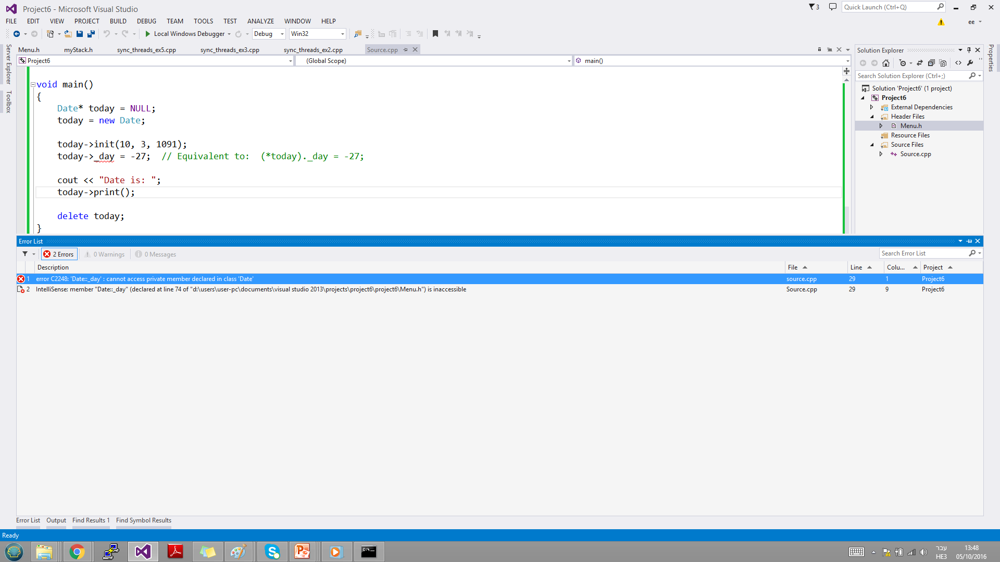 Project6 - Microsoft Visual Studio
3
Quick Launch (Ctrl+Q)
FILE EDIT VIEW PROJECT BUILD DEBUG TEAM TOOLS TEST ANALYZE WINDOW HELP
ee
Local Windows Debugger Debug Win32
Server Explorer
Toolbox
Menu.h myStack.h sync_threads_ex5.cpp sync_threads_ex3.cpp sync_threads_ex2.cpp Source.cpp
Project6 (Global Scope) main()
void main()
{
Date* today = NULL;
today = new Date;
today->init(10, 3, 1091);
today->_day = -27; // Equivalent to: (*today)._day = -27;
cout << "Date is: ";
today->print();
delete today;
}
Solution Explorer
Search Solution Explorer (Ctrl+;)
Solution 'Project6' (1 project)
Project6
External Dependencies
Header Files
Menu.h
Resource Files
Source Files
Source.cpp
Properties
Error List
2 Errors 0 Warnings 0 Messages
Search Error List
Description File Line Colu... Project
1 error C2248: 'Date::_day' : cannot access private member declared in class 'Date' source.cpp 29 1 Project6
2 IntelliSense: member "Date::_day" (declared at line 74 of "d:\users\user-pc\documents\visual studio 2013\projects\project6\project6\Menu.h") is inaccessible Source.cpp 29 9 Project6
Error List Output Find Results 1 Find Symbol Results
Ready
C:\
עבר
HE3
13:48
05/10/2016